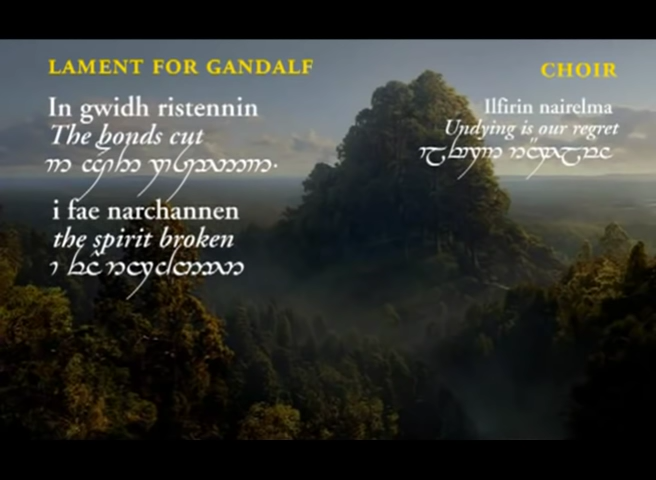 LAMENT FOR GANDALF
In gwidh ristennin
The bonds cut
i fae narchannen
the spirit broken
CHOIR
Ilfirin nairelma
Undying is our regret